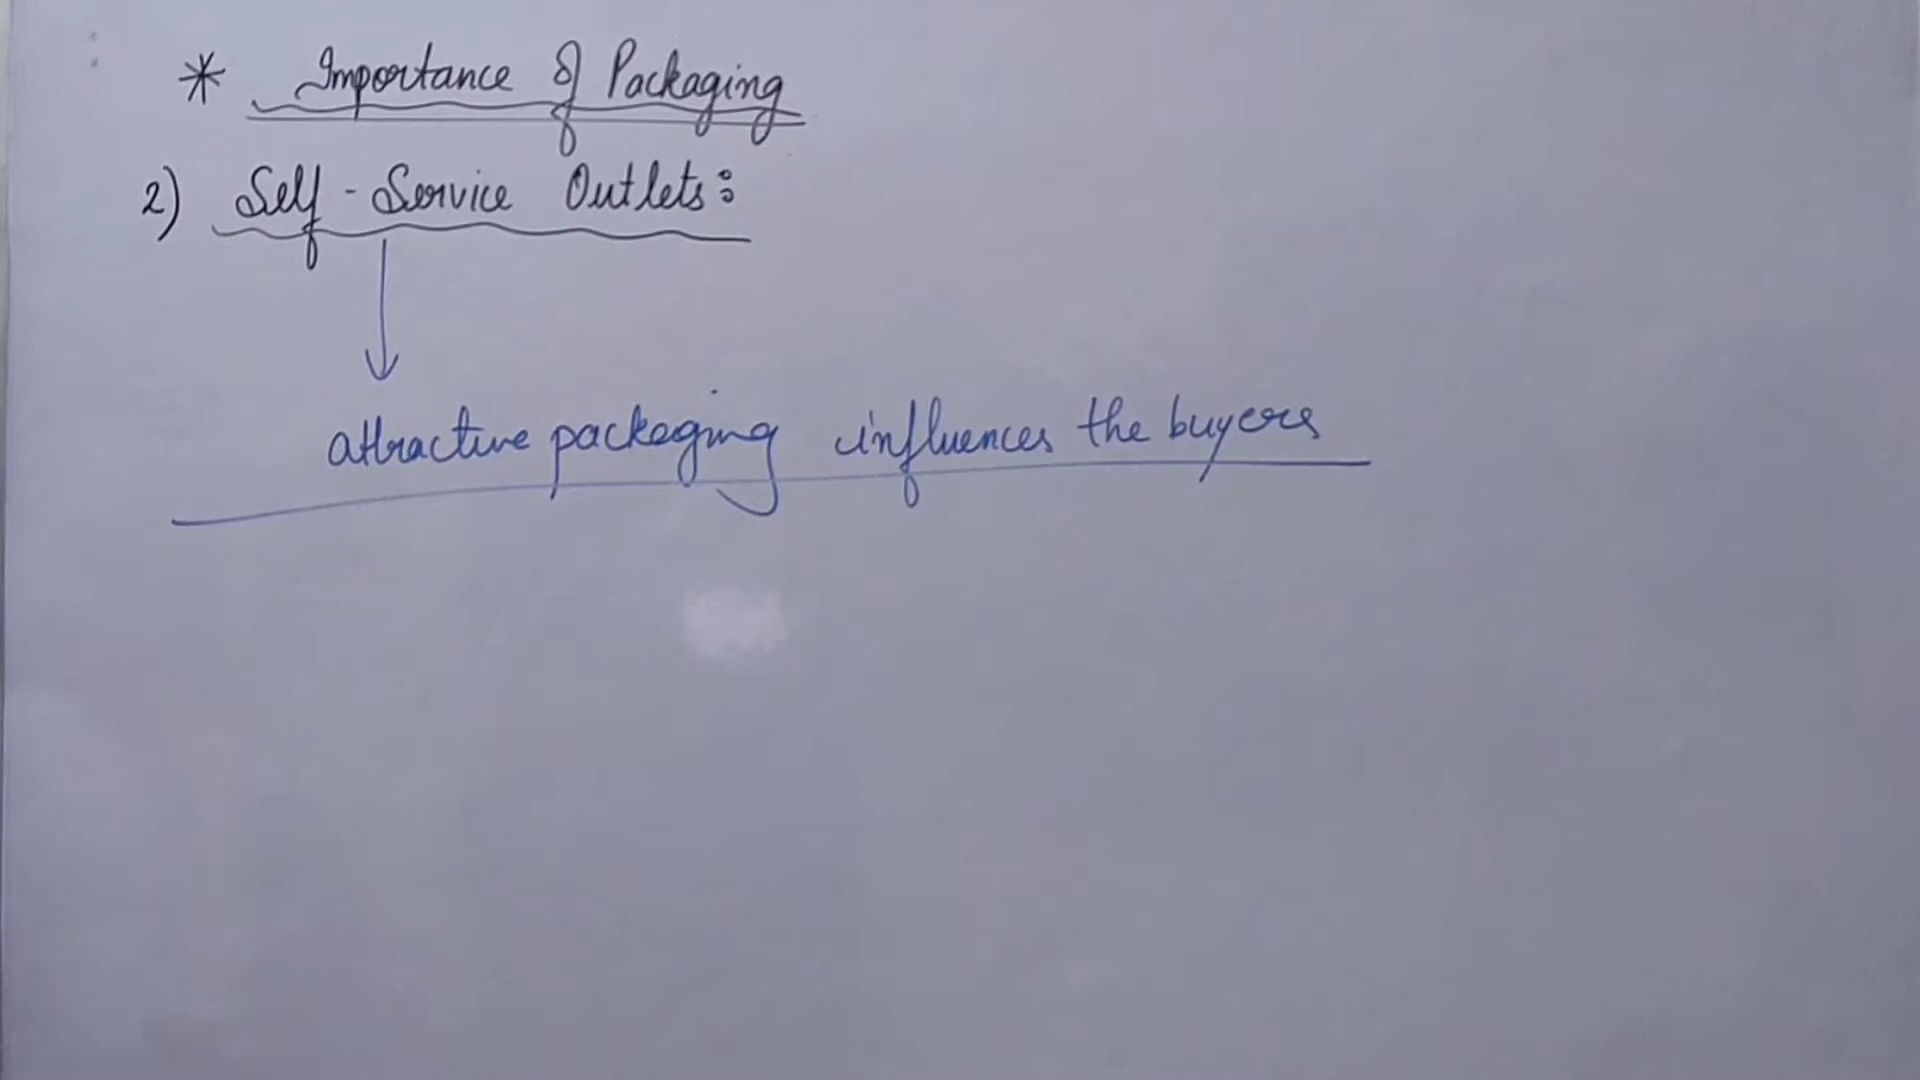 * Importance of Packaging
2) Self-Service Outlets:
attractive packaging influences the buyers